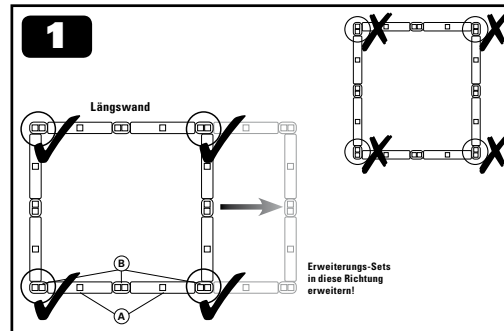 1
Längswand
B
A
Erweiterungs-Sets
in diese Richtung
erweitern!